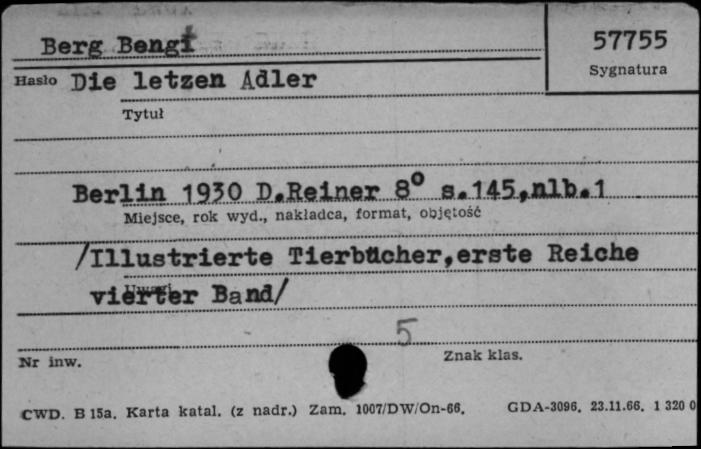 Berg Bengt
57755
Sygnatura
Hasło Die letzen Adler
Tytuł
Berlin 1930 D.Reiner 8° s.145,nlb.1
Miejsce, rok wyd., nakładca, format, objętość
/Illustrierte Tierbücher,erste Reiche
Uwagi
vierter Band/
5
Nr inw.
Znak klas.
CWD. B 15a. Karta katal. (z nadr.) Zam. 1007/DW/On-66. GDA-3096. 23.11.66. 1 320 0